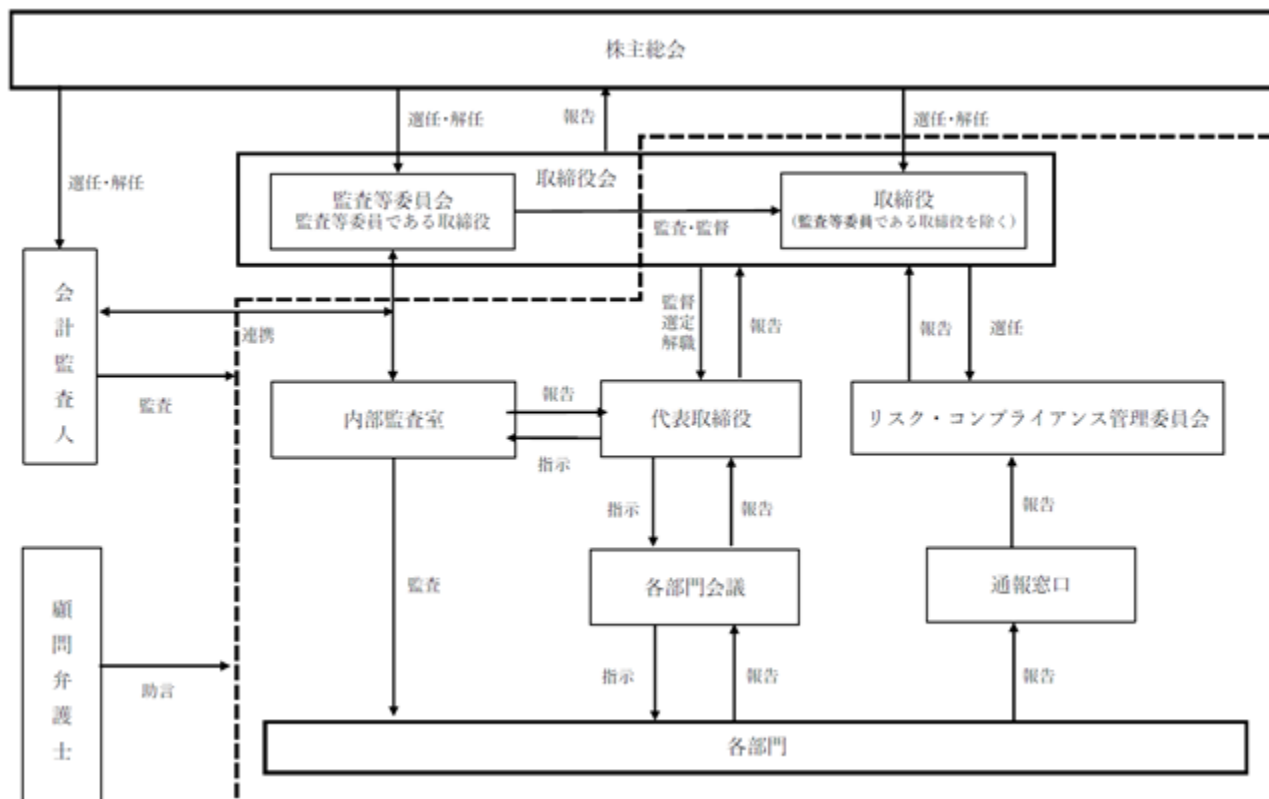 株主総会
選任・解任
報告
選任・解任
選任・解任
取締役会
監査等委員会
監査等委員である取締役
監査・監督
取締役
(監査等委員である取締役を除く)
会計監査人
連携
監査
監督
選定
解職
報告
報告
選任
内部監査室
報告
指示
代表取締役
リスク・コンプライアンス管理委員会
指示
報告
報告
監査
各部門会議
通報窓口
顧問弁護士
助言
指示
報告
報告
各部門